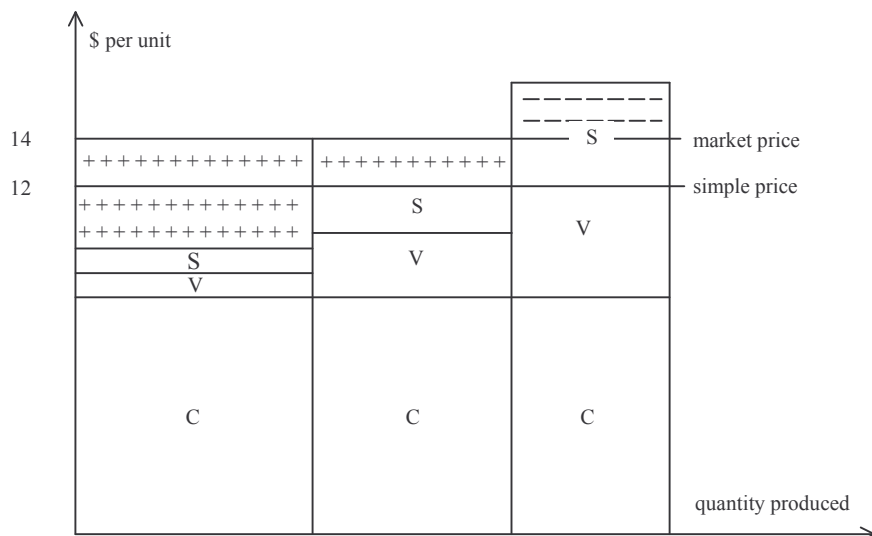 $ per unit
14
market price
+ + + + + + + + + + + + +
+ + + + + + + + + +
S
12
simple price
+ + + + + + + + + + + + +
S
V
+ + + + + + + + + + + + +
S
V
V
C
C
C
quantity produced